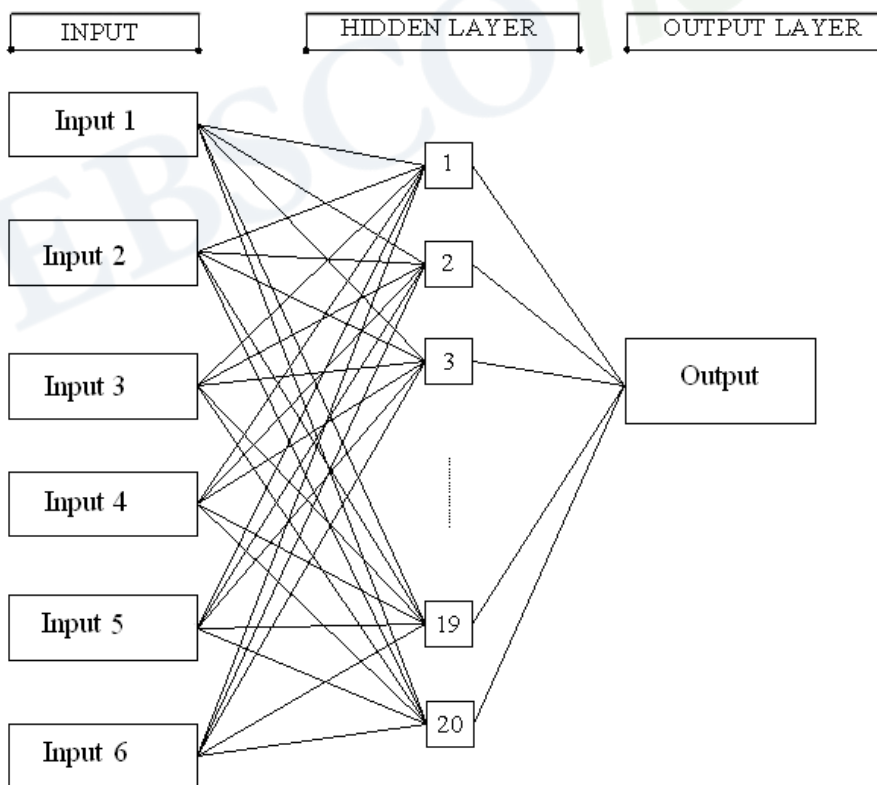 INPUT
HIDDEN LAYER
OUTPUT LAYER
Input 1
Input 2
Input 3
Input 4
Input 5
Input 6
1
2
3
19
20
Output
EBSCO